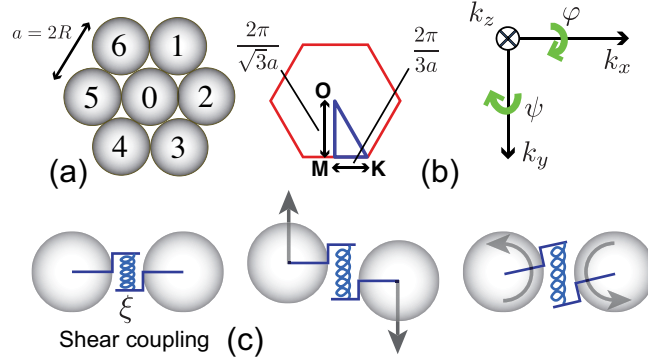 a = 2R
6 1
5 0 2
4 3
(a)
2π/√3a
2π/3a
O
M K
(b)
k_z
φ
k_x
ψ
k_y
ξ
Shear coupling
(c)